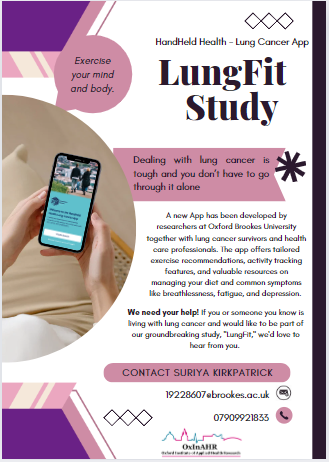 HandHeld Health - Lung Cancer App
Exercise
your mind
and body.
LungFit
Study
Dealing with lung cancer is
tough and you don't have to go
through it alone
A new App has been developed by
researchers at Oxford Brookes University
together with lung cancer survivors and health
care professionals. The app offers tailored
exercise recommendations, activity tracking
features, and valuable resources on
managing your diet and common symptoms
like breathlessness, fatigue, and depression.
We need your help! If you or someone you know is
living with lung cancer and would like to be part of
our groundbreaking study, "LungFit," we'd love to
hear from you.
CONTACT SURIYA KIRKPATRICK
19228607@brookes.ac.uk
07909921833
OxInAHR
Oxford Institute of Applied Health Research